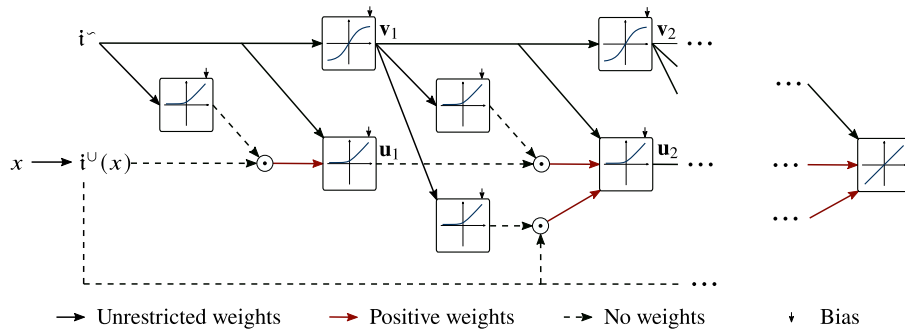 𝔦~ v₁ v₂ ...
...
x 𝔦∪(x) u₁ u₂ ... ...
...
...
Unrestricted weights Positive weights No weights Bias